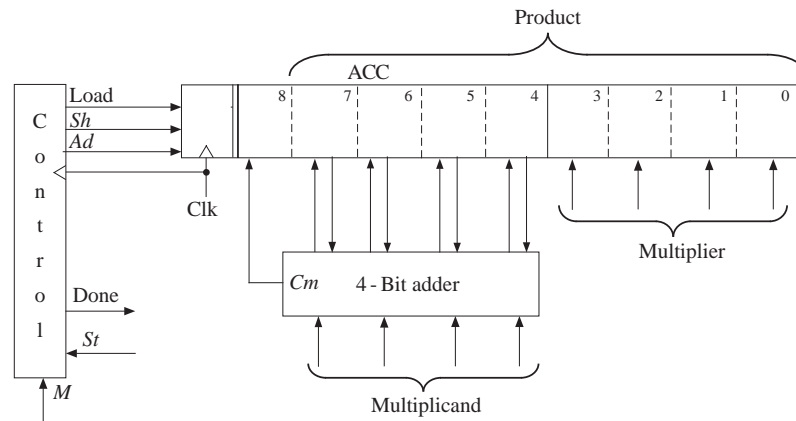 Product
ACC
8 7 6 5 4 3 2 1 0
Load
Sh
Ad
Control
Clk
Multiplier
Cm 4 - Bit adder
Done
St
M
Multiplicand